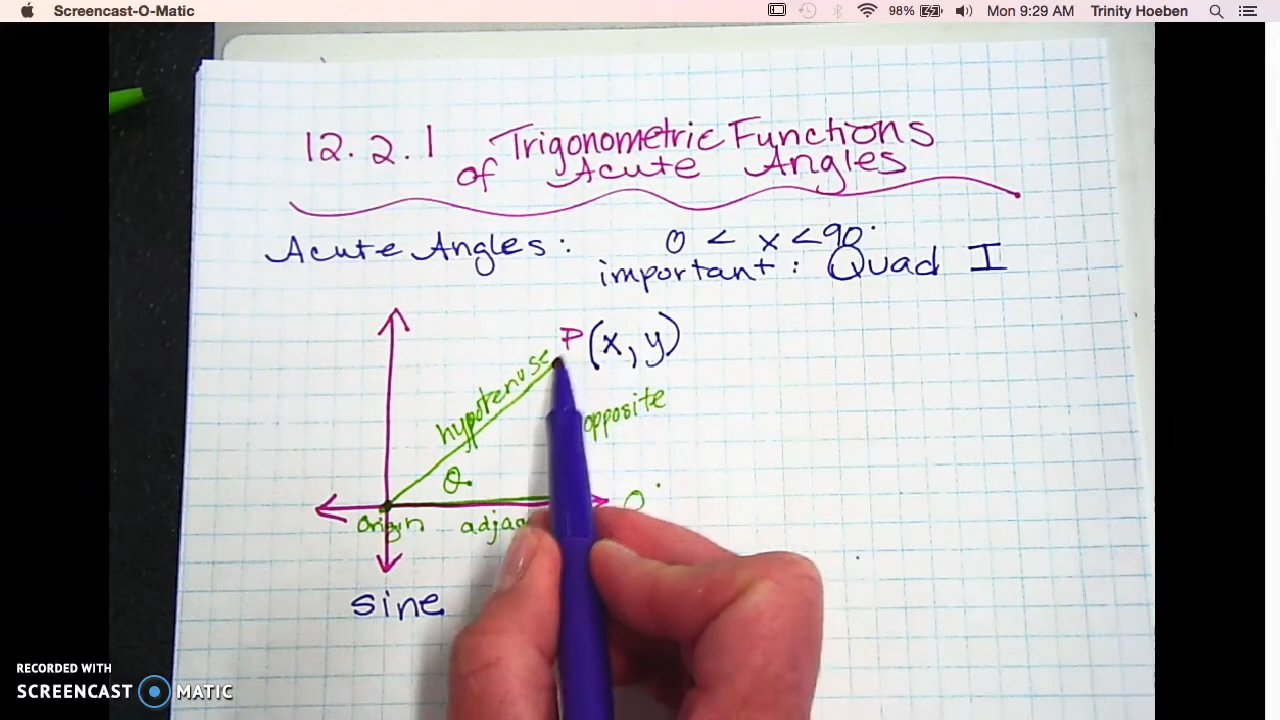 Screencast-O-Matic 98% Mon 9:29 AM Trinity Hoeben
12.2.1 Trigonometric Functions
of Acute Angles
Acute Angles: 0 < x < 90°
important: Quad I
P(x, y)
hypotenuse
opposite
θ
0°
origin
sine
RECORDED WITH
SCREENCAST MATIC